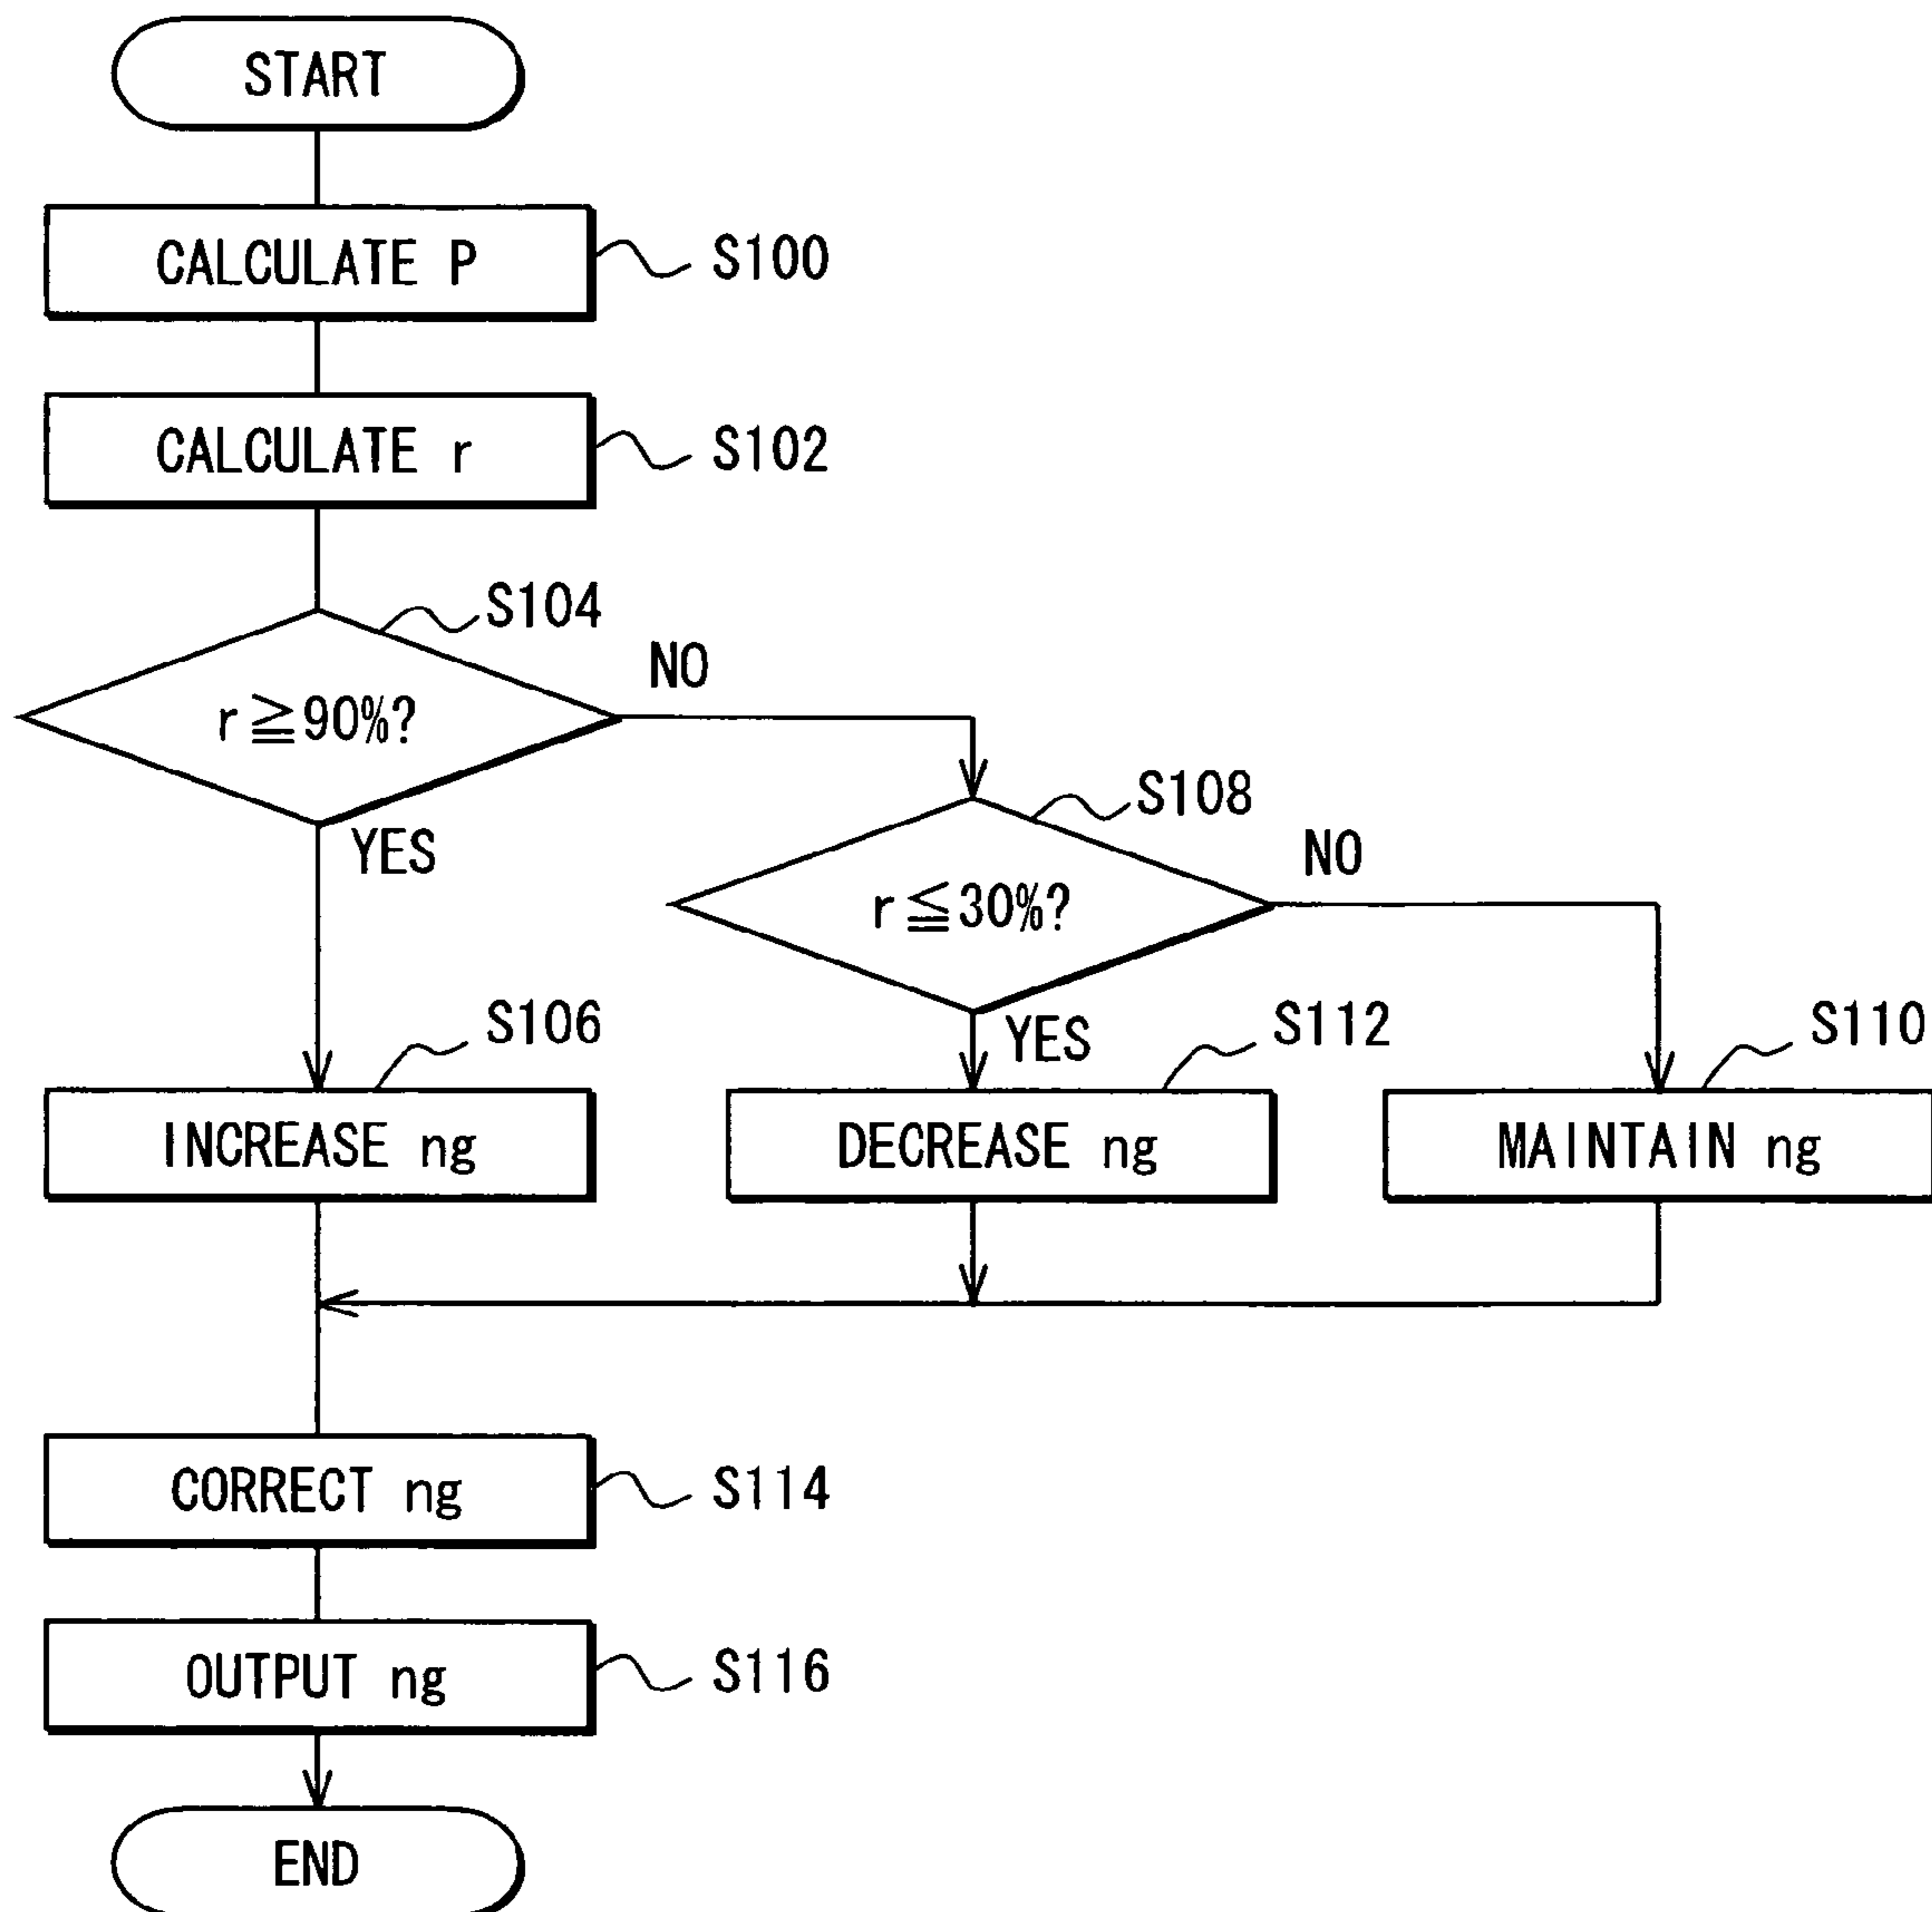 START
CALCULATE P
S100
CALCULATE r
S102
S104
r≧90%?
NO
YES
S108
r≦30%?
NO
YES
S106
INCREASE ng
S112
DECREASE ng
S110
MAINTAIN ng
CORRECT ng
S114
OUTPUT ng
S116
END